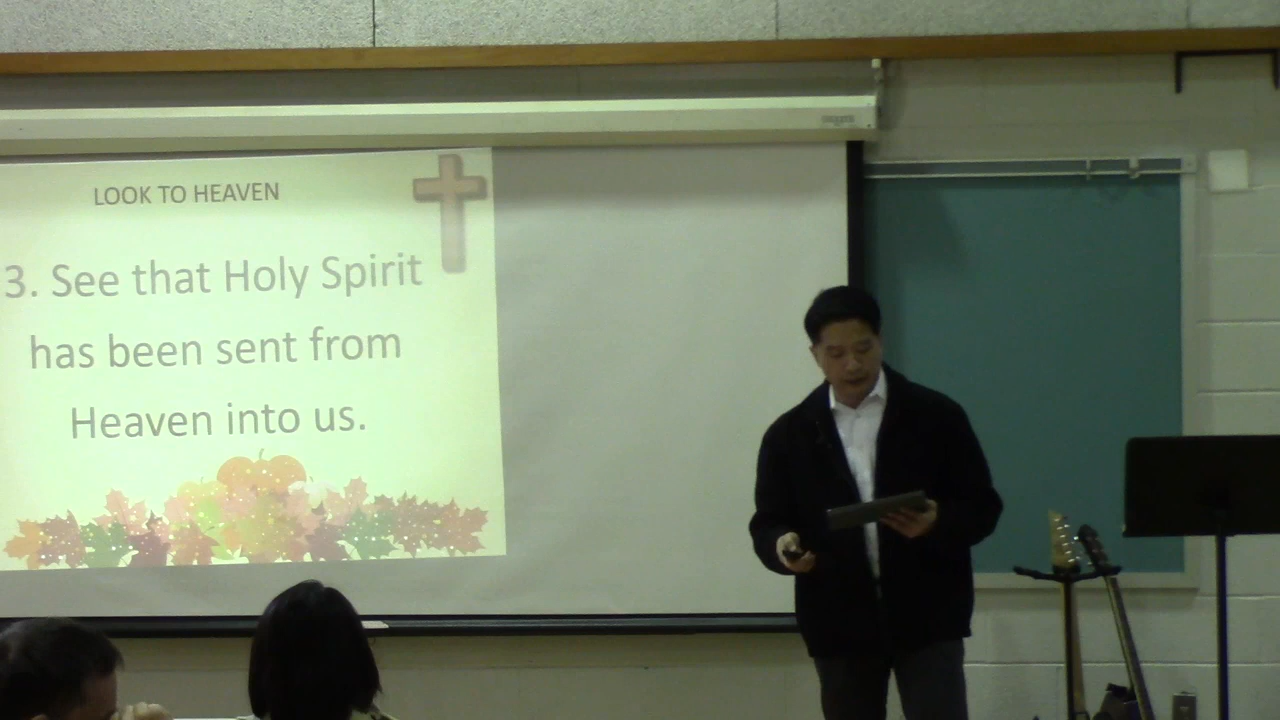 LOOK TO HEAVEN
3. See that Holy Spirit
has been sent from
Heaven into us.